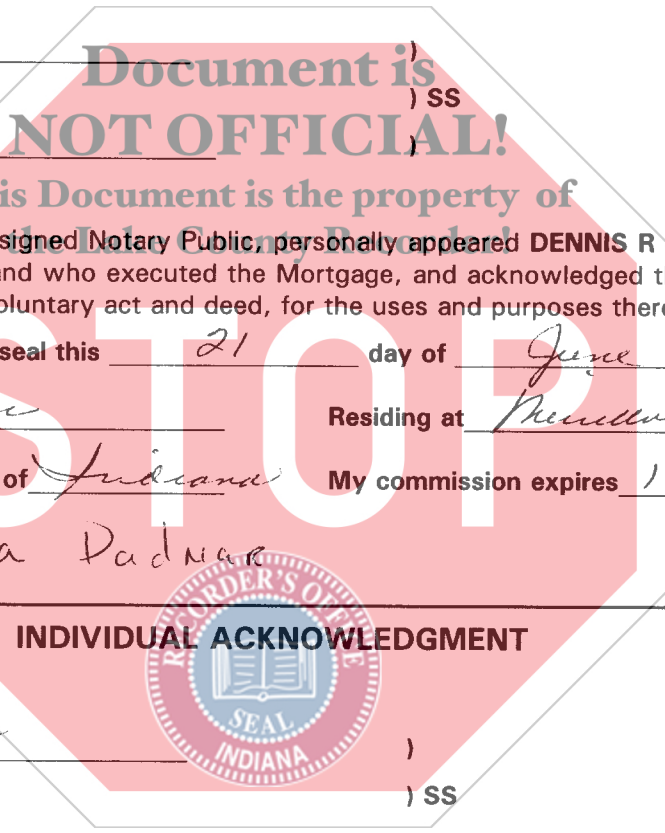 Document is
)
) SS
NOT OFFICIAL!
)
is Document is the property of
the Lake County Recorder!
signed Notary Public, personally appeared DENNIS R
and who executed the Mortgage, and acknowledged t
oluntary act and deed, for the uses and purposes there
STOP
seal this 21 day of June
Residing at
of Indiana My commission expires 1
a Dadnar
INDIVIDUAL ACKNOWLEDGMENT
RECORDER'S OFFICE
SEAL
INDIANA
)
) SS